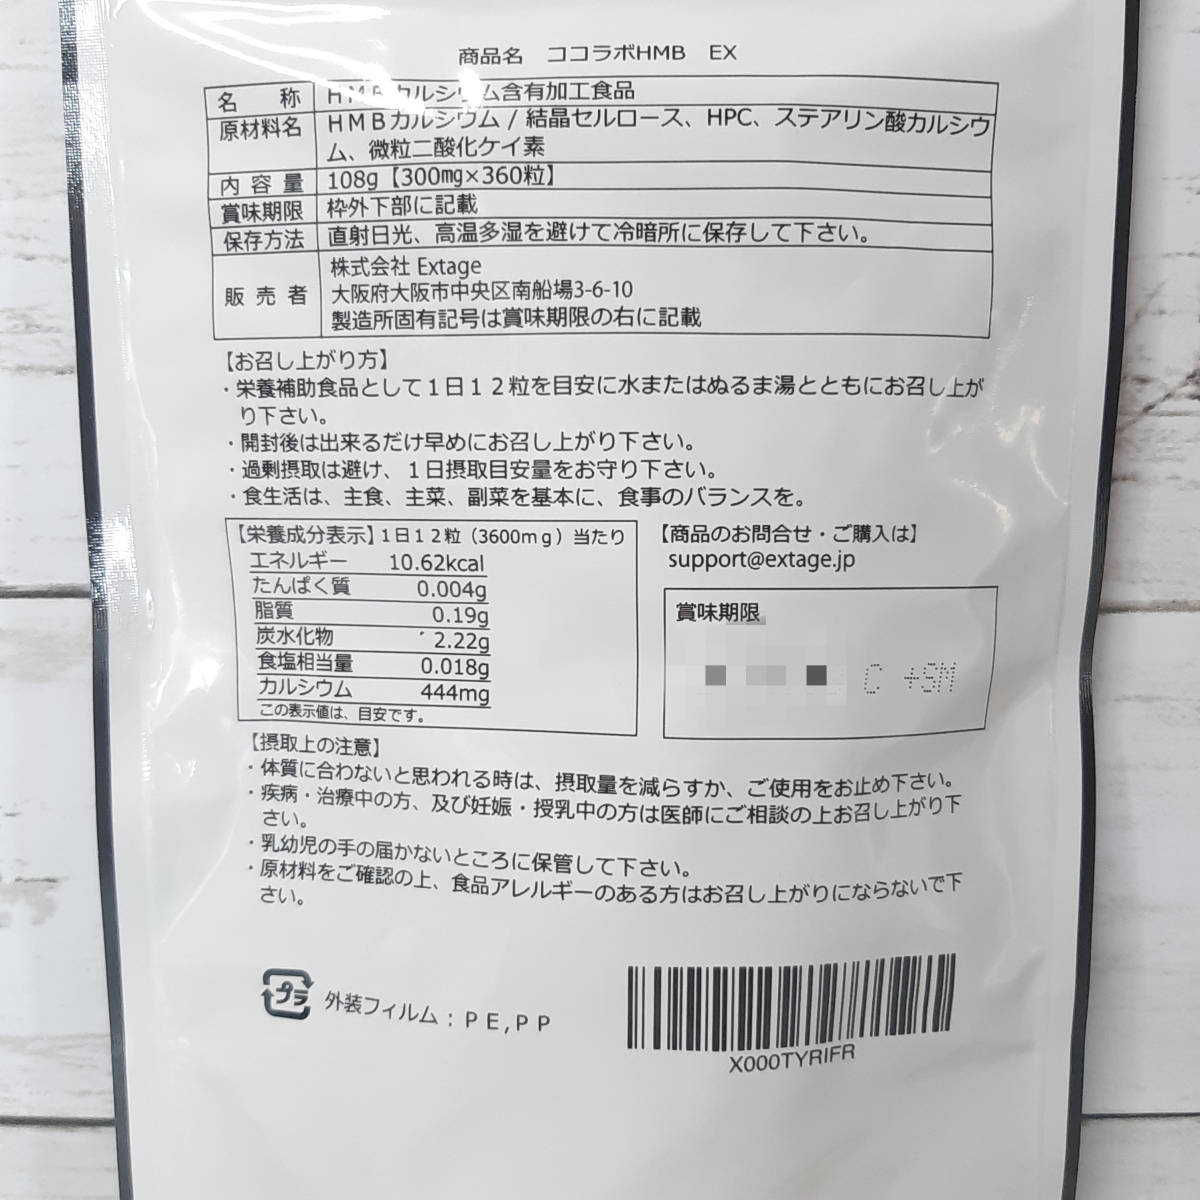 商品名　ココラボHMB　EX
名　称　HMBカルシウム含有加工食品
原材料名　HMBカルシウム / 結晶セルロース、HPC、ステアリン酸カルシウ
ム、微粒二酸化ケイ素
内容量　108g【300mg×360粒】
賞味期限　枠外下部に記載
保存方法　直射日光、高温多湿を避けて冷暗所に保存して下さい。
販売者　株式会社 Extage
大阪府大阪市中央区南船場3-6-10
製造所固有記号は賞味期限の右に記載
【お召し上がり方】
・栄養補助食品として1日12粒を目安に水またはぬるま湯とともにお召し上が
り下さい。
・開封後は出来るだけ早めにお召し上がり下さい。
・過剰摂取は避け、1日摂取目安量をお守り下さい。
・食生活は、主食、主菜、副菜を基本に、食事のバランスを。
【栄養成分表示】1日12粒（3600mg）当たり
エネルギー　10.62kcal
たんぱく質　0.004g
脂質　0.19g
炭水化物　2.22g
食塩相当量　0.018g
カルシウム　444mg
この表示値は、目安です。
【商品のお問合せ・ご購入は】
support@extage.jp
賞味期限
C +SM
【摂取上の注意】
・体質に合わないと思われる時は、摂取量を減らすか、ご使用をお止め下さい。
・疾病・治療中の方、及び妊娠・授乳中の方は医師にご相談の上お召し上がり下
さい。
・乳幼児の手の届かないところに保管して下さい。
・原材料をご確認の上、食品アレルギーのある方はお召し上がりにならないで下
さい。
プラ　外装フィルム：PE,PP
X000TYRIFR